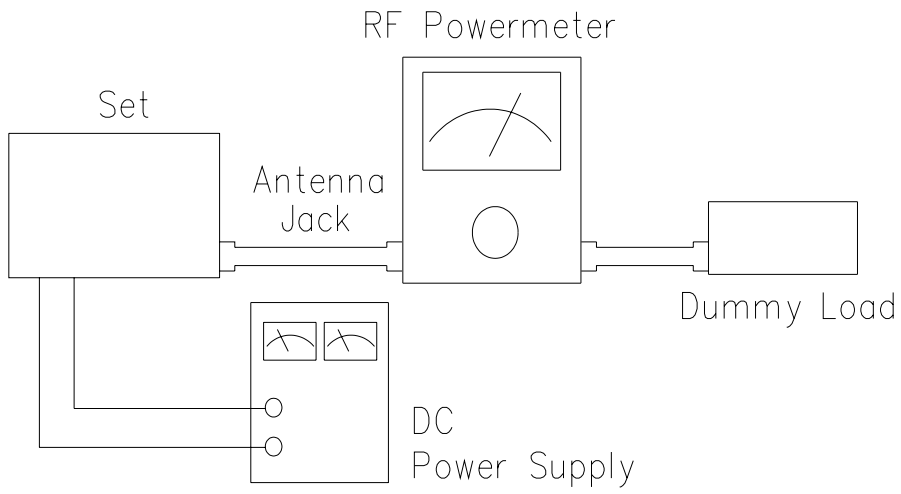 RF Powermeter
Set
Antenna
Jack
Dummy Load
DC
Power Supply